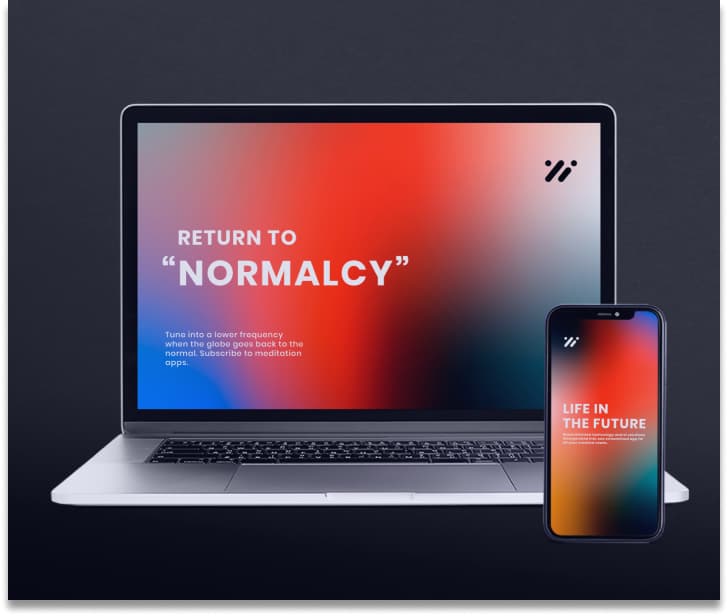 RETURN TO
“NORMALCY”
Tune into a lower frequency
when the globe goes back to the
normal. Subscribe to meditation
apps.
LIFE IN
THE FUTURE